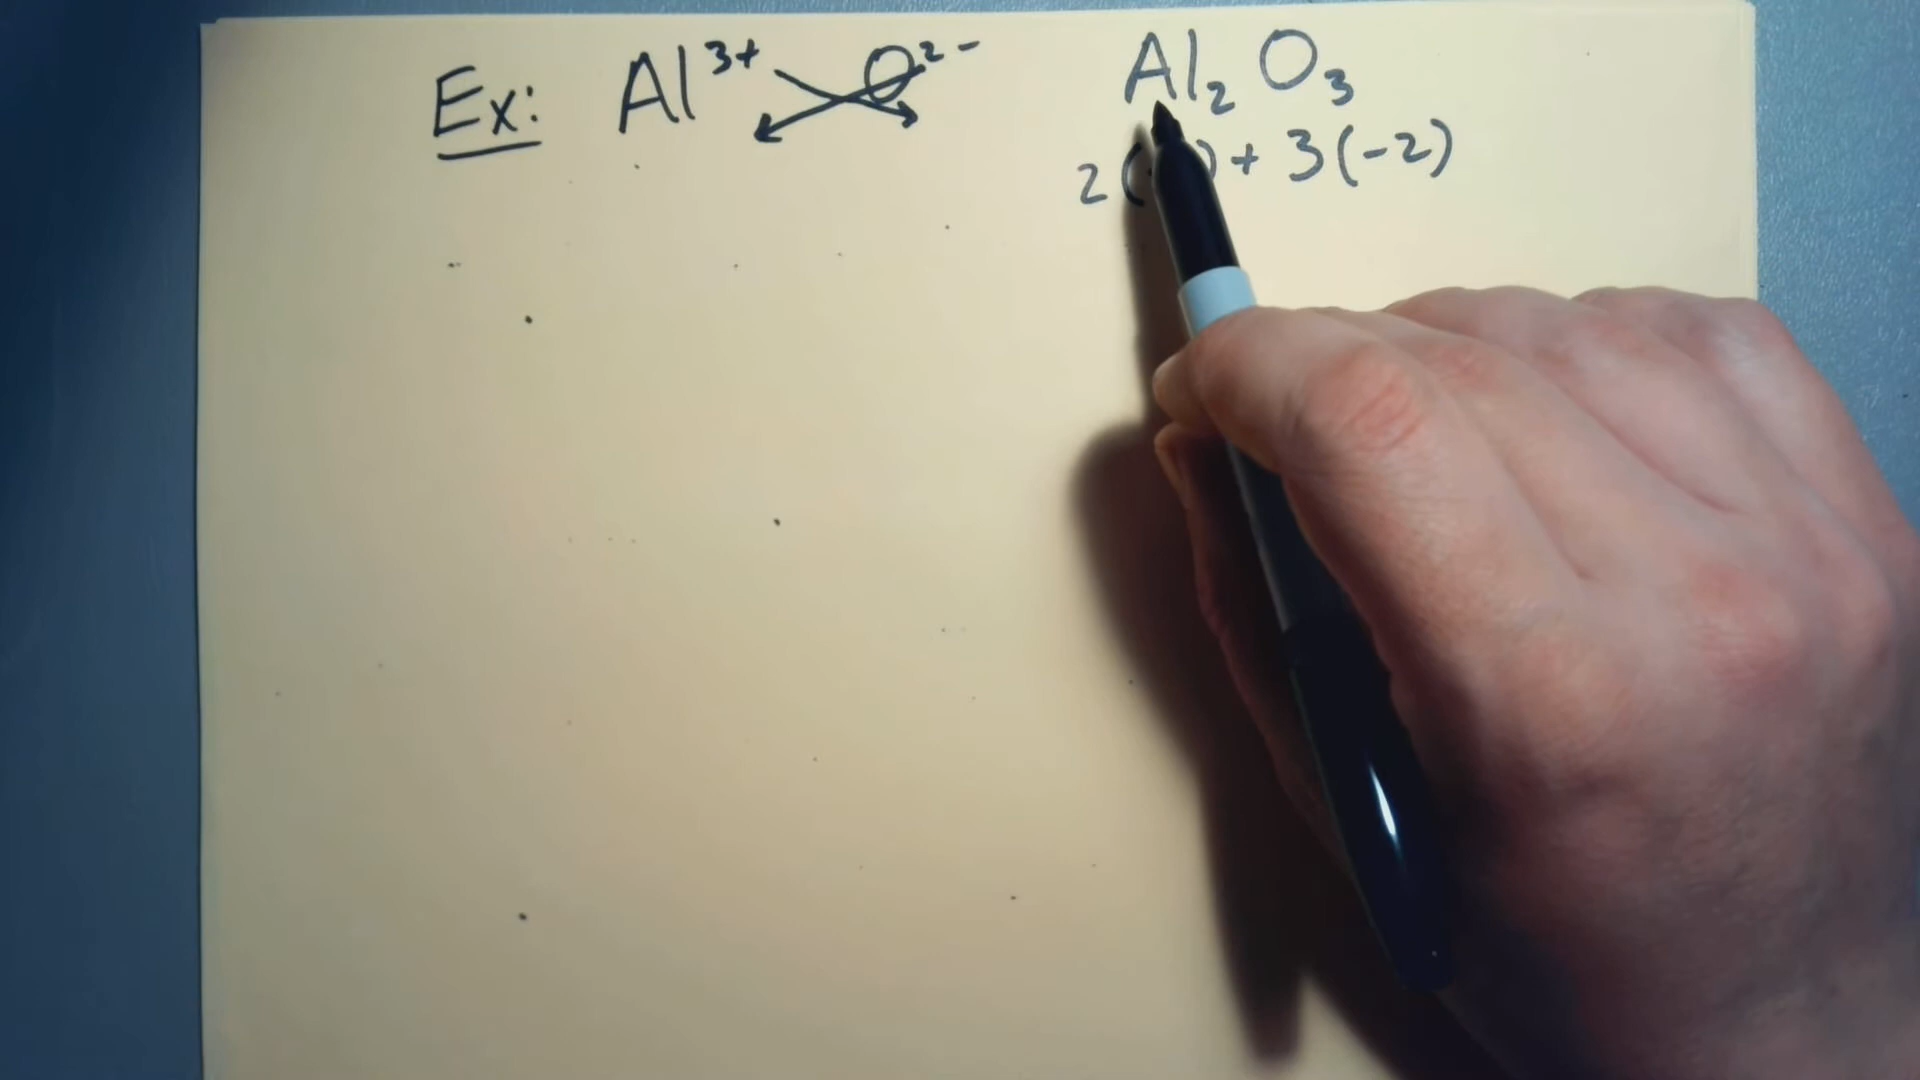 Ex: Al³⁺ O²⁻ Al₂O₃
2( )+ 3(-2)